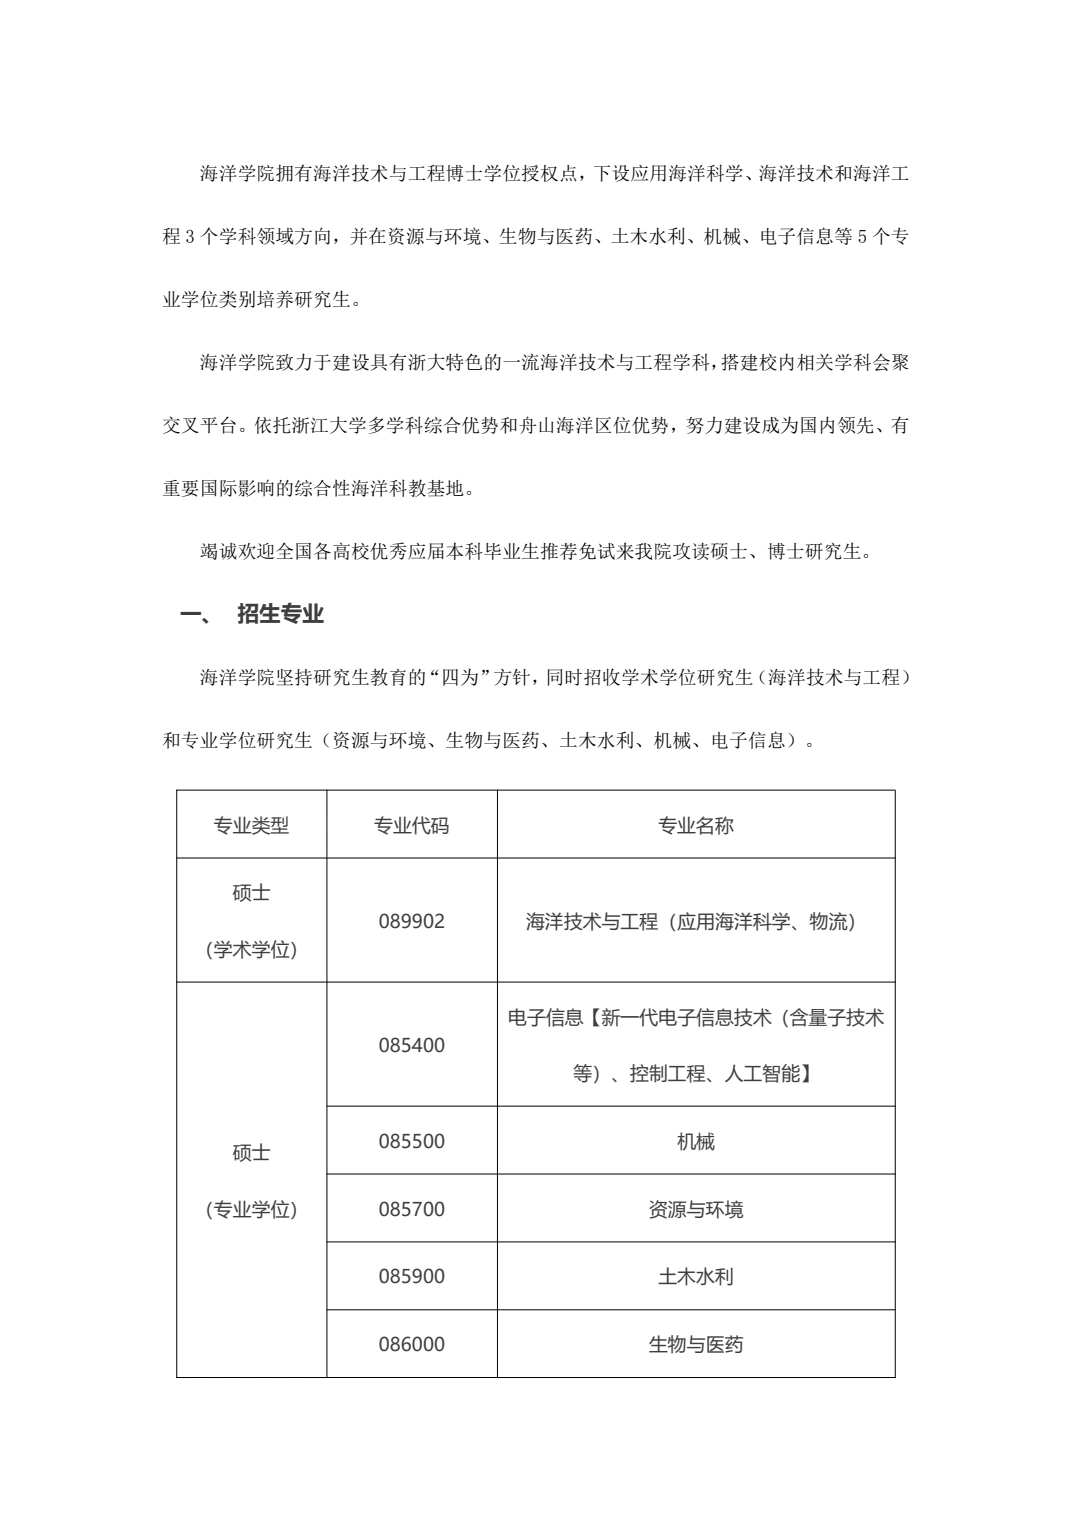 海洋学院拥有海洋技术与工程博士学位授权点，下设应用海洋科学、海洋技术和海洋工
程 3 个学科领域方向，并在资源与环境、生物与医药、土木水利、机械、电子信息等 5 个专
业学位类别培养研究生。
海洋学院致力于建设具有浙大特色的一流海洋技术与工程学科，搭建校内相关学科会聚
交叉平台。依托浙江大学多学科综合优势和舟山海洋区位优势，努力建设成为国内领先、有
重要国际影响的综合性海洋科教基地。
竭诚欢迎全国各高校优秀应届本科毕业生推荐免试来我院攻读硕士、博士研究生。
一、 招生专业
海洋学院坚持研究生教育的“四为”方针，同时招收学术学位研究生（海洋技术与工程）
和专业学位研究生（资源与环境、生物与医药、土木水利、机械、电子信息）。
专业类型 专业代码 专业名称
硕士
（学术学位）
089902 海洋技术与工程（应用海洋科学、物流）
硕士
（专业学位）
085400
电子信息【新一代电子信息技术（含量子技术
等）、控制工程、人工智能】
085500 机械
085700 资源与环境
085900 土木水利
086000 生物与医药